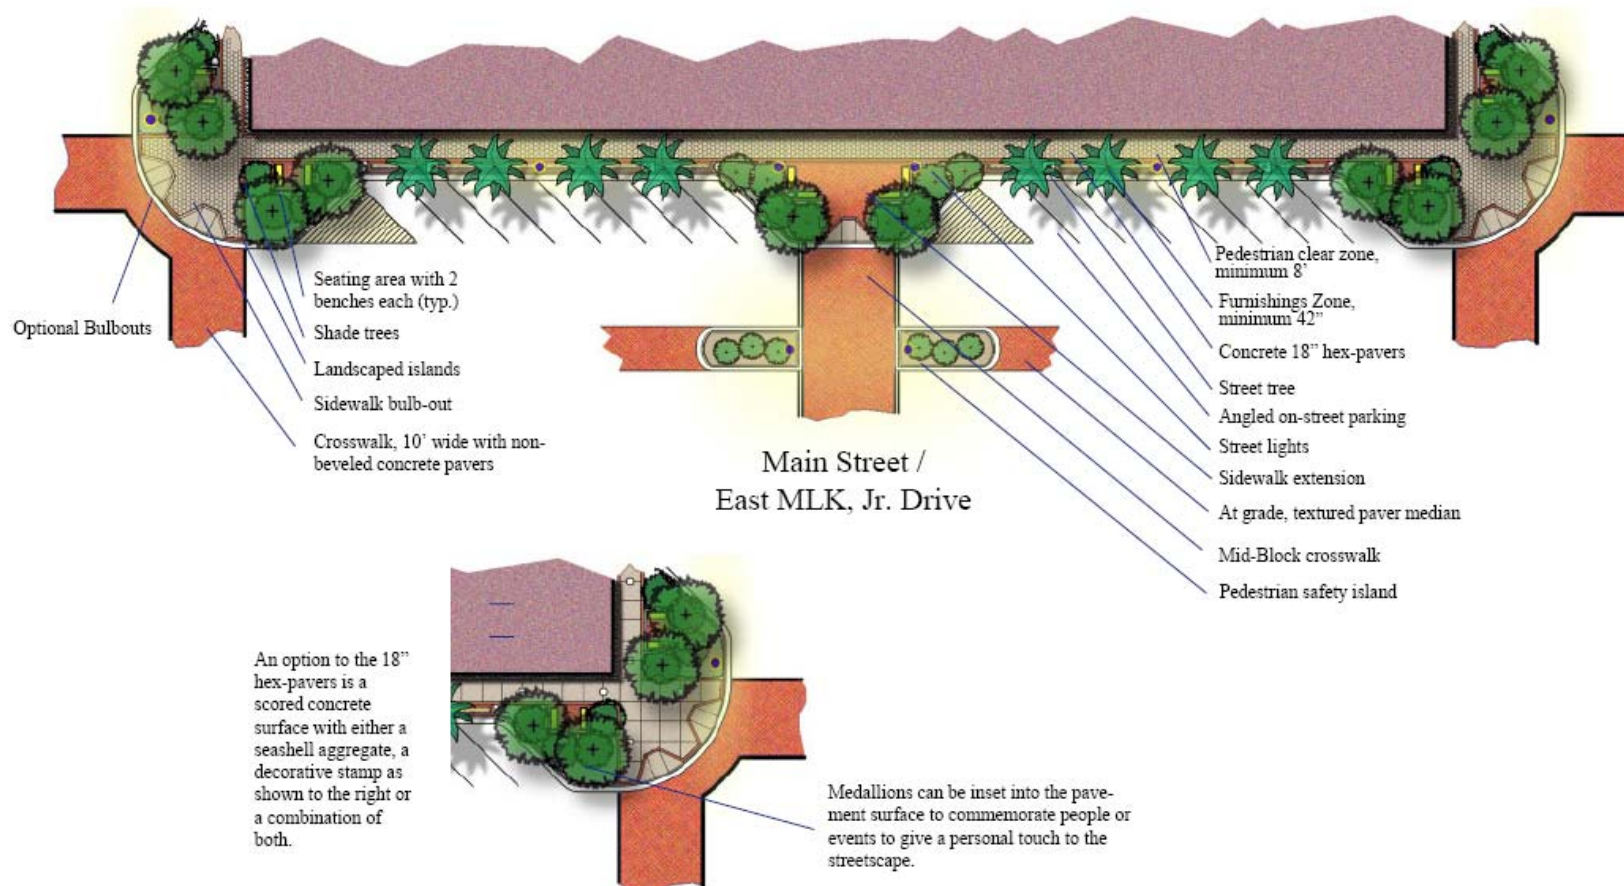 Optional Bulbouts
Seating area with 2
benches each (typ.)
Shade trees
Landscaped islands
Sidewalk bulb-out
Crosswalk, 10’ wide with non-
beveled concrete pavers
Main Street /
East MLK, Jr. Drive
Pedestrian clear zone,
minimum 8’
Furnishings Zone,
minimum 42”
Concrete 18” hex-pavers
Street tree
Angled on-street parking
Street lights
Sidewalk extension
At grade, textured paver median
Mid-Block crosswalk
Pedestrian safety island
An option to the 18”
hex-pavers is a
scored concrete
surface with either a
seashell aggregate, a
decorative stamp as
shown to the right or
a combination of
both.
Medallions can be inset into the pave-
ment surface to commemorate people or
events to give a personal touch to the
streetscape.